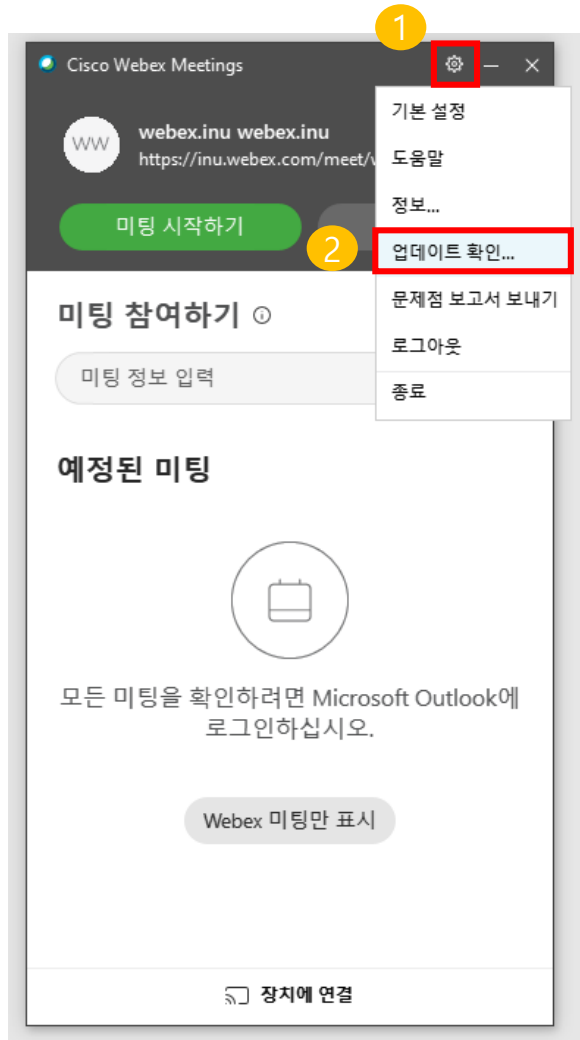 1
Cisco Webex Meetings
기본 설정
WW
webex.inu webex.inu
https://inu.webex.com/meet/
도움말
정보...
미팅 시작하기
2
업데이트 확인...
문제점 보고서 보내기
미팅 참여하기
로그아웃
미팅 정보 입력
종료
예정된 미팅
모든 미팅을 확인하려면 Microsoft Outlook에
로그인하십시오.
Webex 미팅만 표시
장치에 연결